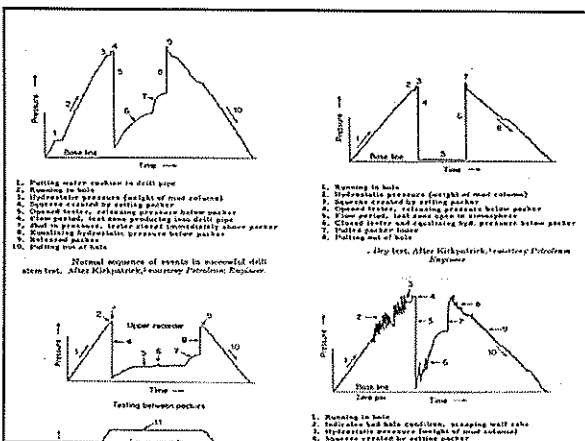 Pressure
Base line
Time
1. Putting water cushion in drill pipe
2. Running in hole
3. Hydrostatic pressure (weight of mud column)
4. Squeeze created by setting packer
5. Opened tester, releasing pressure below packer
6. Flow period, test zone producing into drill pipe
7. Shut in pressure, tester closed immediately above packer
8. Equalizing hydrostatic pressure below packer
9. Released packer
10. Pulling out of hole
Normal sequence of events in successful drill
stem test. After Kirkpatrick, courtesy Petroleum Engineer.
Pressure
Base line
Time
1. Running in hole
2. Hydrostatic pressure (weight of mud column)
3. Squeeze created by setting packer
4. Opened tester, releasing pressure below packer
5. Flow period, test zone open to atmosphere
6. Closed tester and equalizing hyd. pressure below packer
7. Pulled packer loose
8. Pulling out of hole
Dry test. After Kirkpatrick, courtesy Petroleum
Engineer
Upper recorder
Pressure
Time
Testing between packers
11
Pressure
Base line
Zero psi
Time
1. Running in hole
2. Indicates bad hole condition, scraping wall cake
3. Hydrostatic pressure (weight of mud column)
4. Squeeze created by setting packer